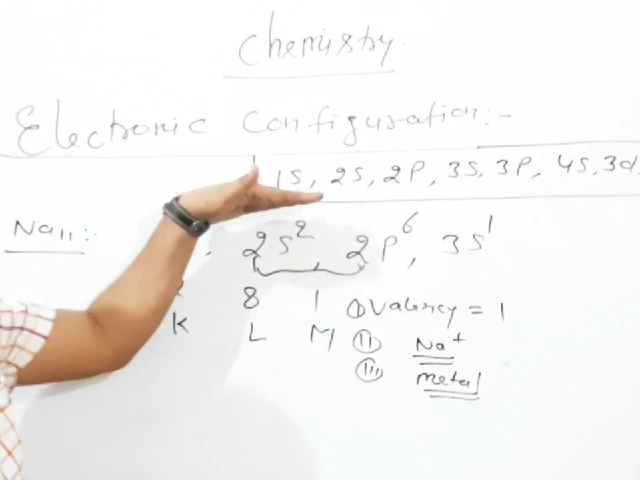 Chemistry
Electronic Configuration:-
1S, 2S, 2P, 3S, 3P, 4S, 3d,
Na11:- , 2S² 2P⁶, 3S¹
8 1 (I) Valency = 1
K L M (II) Na⁺
(III) metal